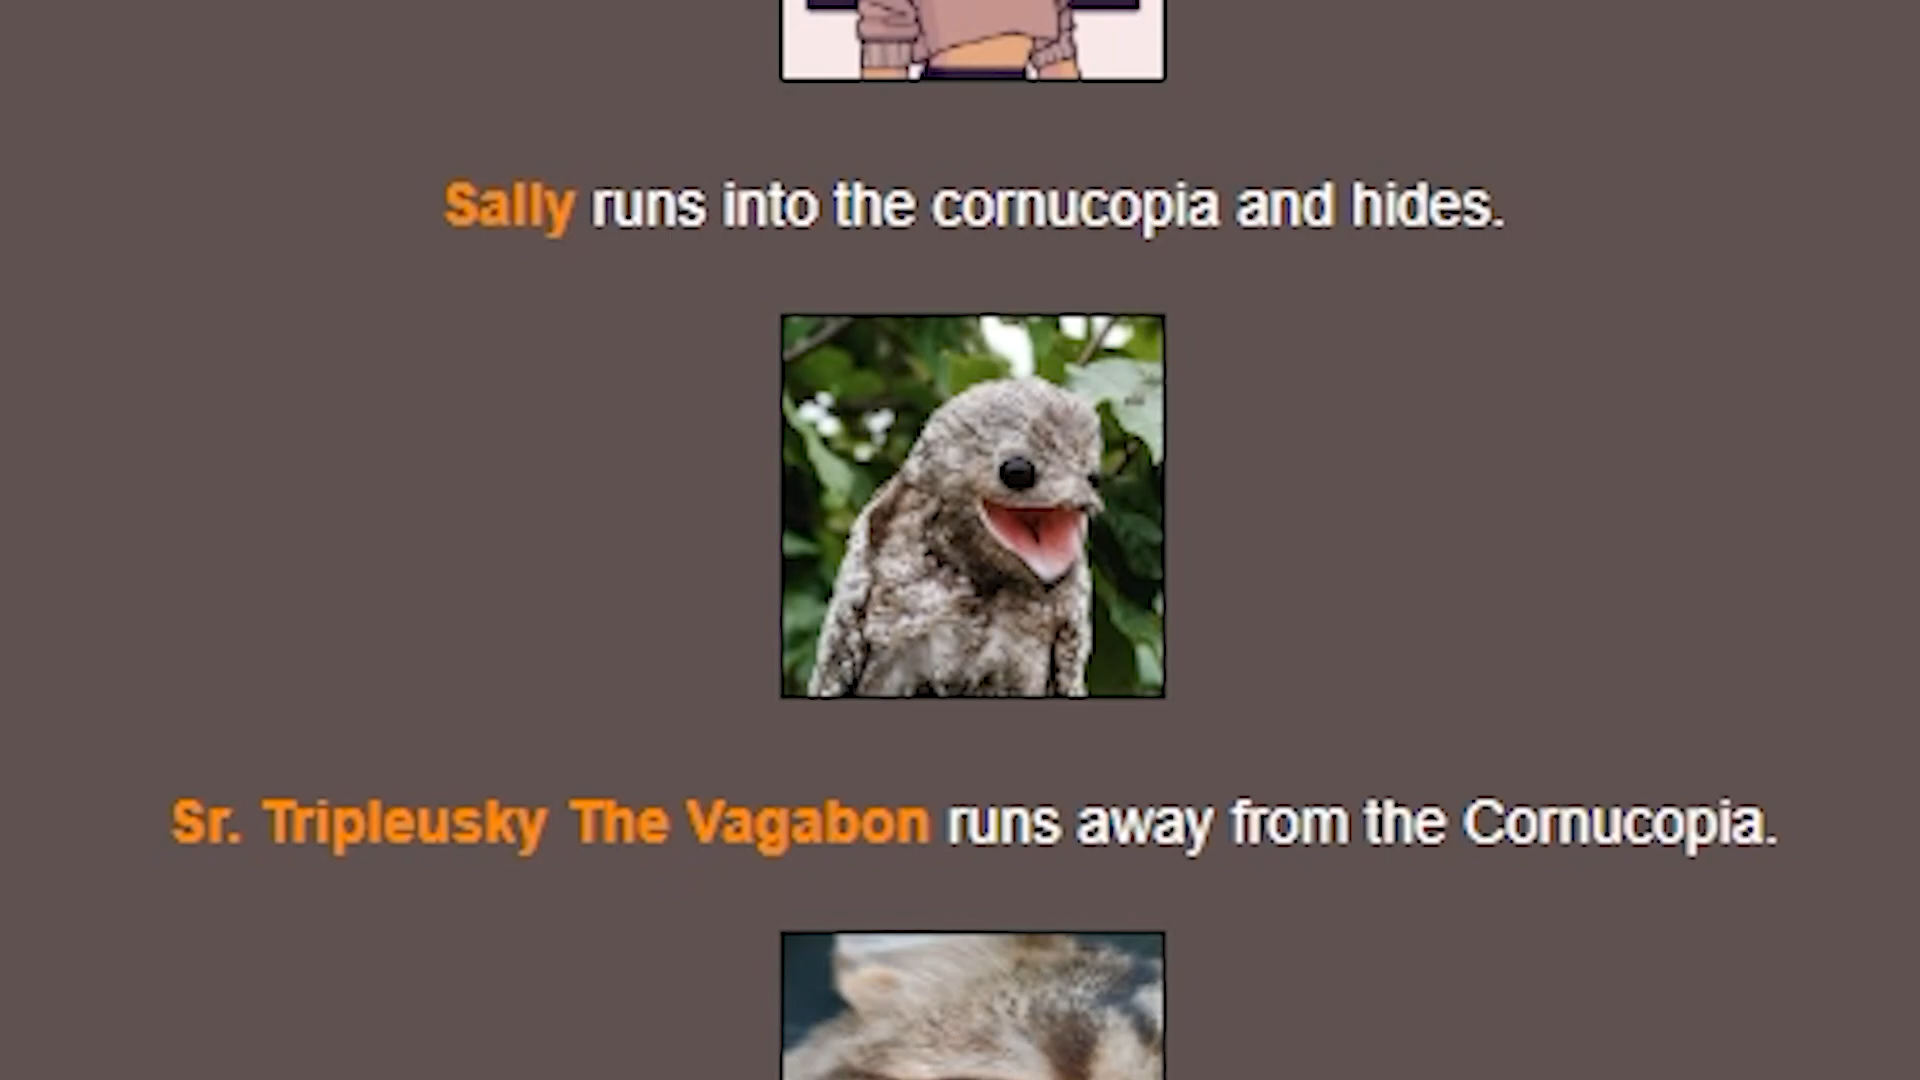 Sally runs into the cornucopia and hides.
Sr. Tripleusky The Vagabon runs away from the Cornucopia.